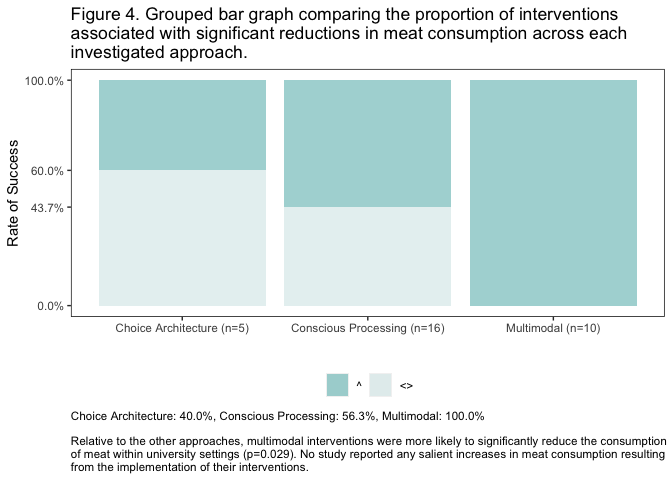 Figure 4. Grouped bar graph comparing the proportion of interventions
associated with significant reductions in meat consumption across each
investigated approach.
100.0%
60.0%
43.7%
0.0%
Rate of Success
Choice Architecture (n=5)
Conscious Processing (n=16)
Multimodal (n=10)
^
<>
Choice Architecture: 40.0%, Conscious Processing: 56.3%, Multimodal: 100.0%
Relative to the other approaches, multimodal interventions were more likely to significantly reduce the consumption
of meat within university settings (p=0.029). No study reported any salient increases in meat consumption resulting
from the implementation of their interventions.